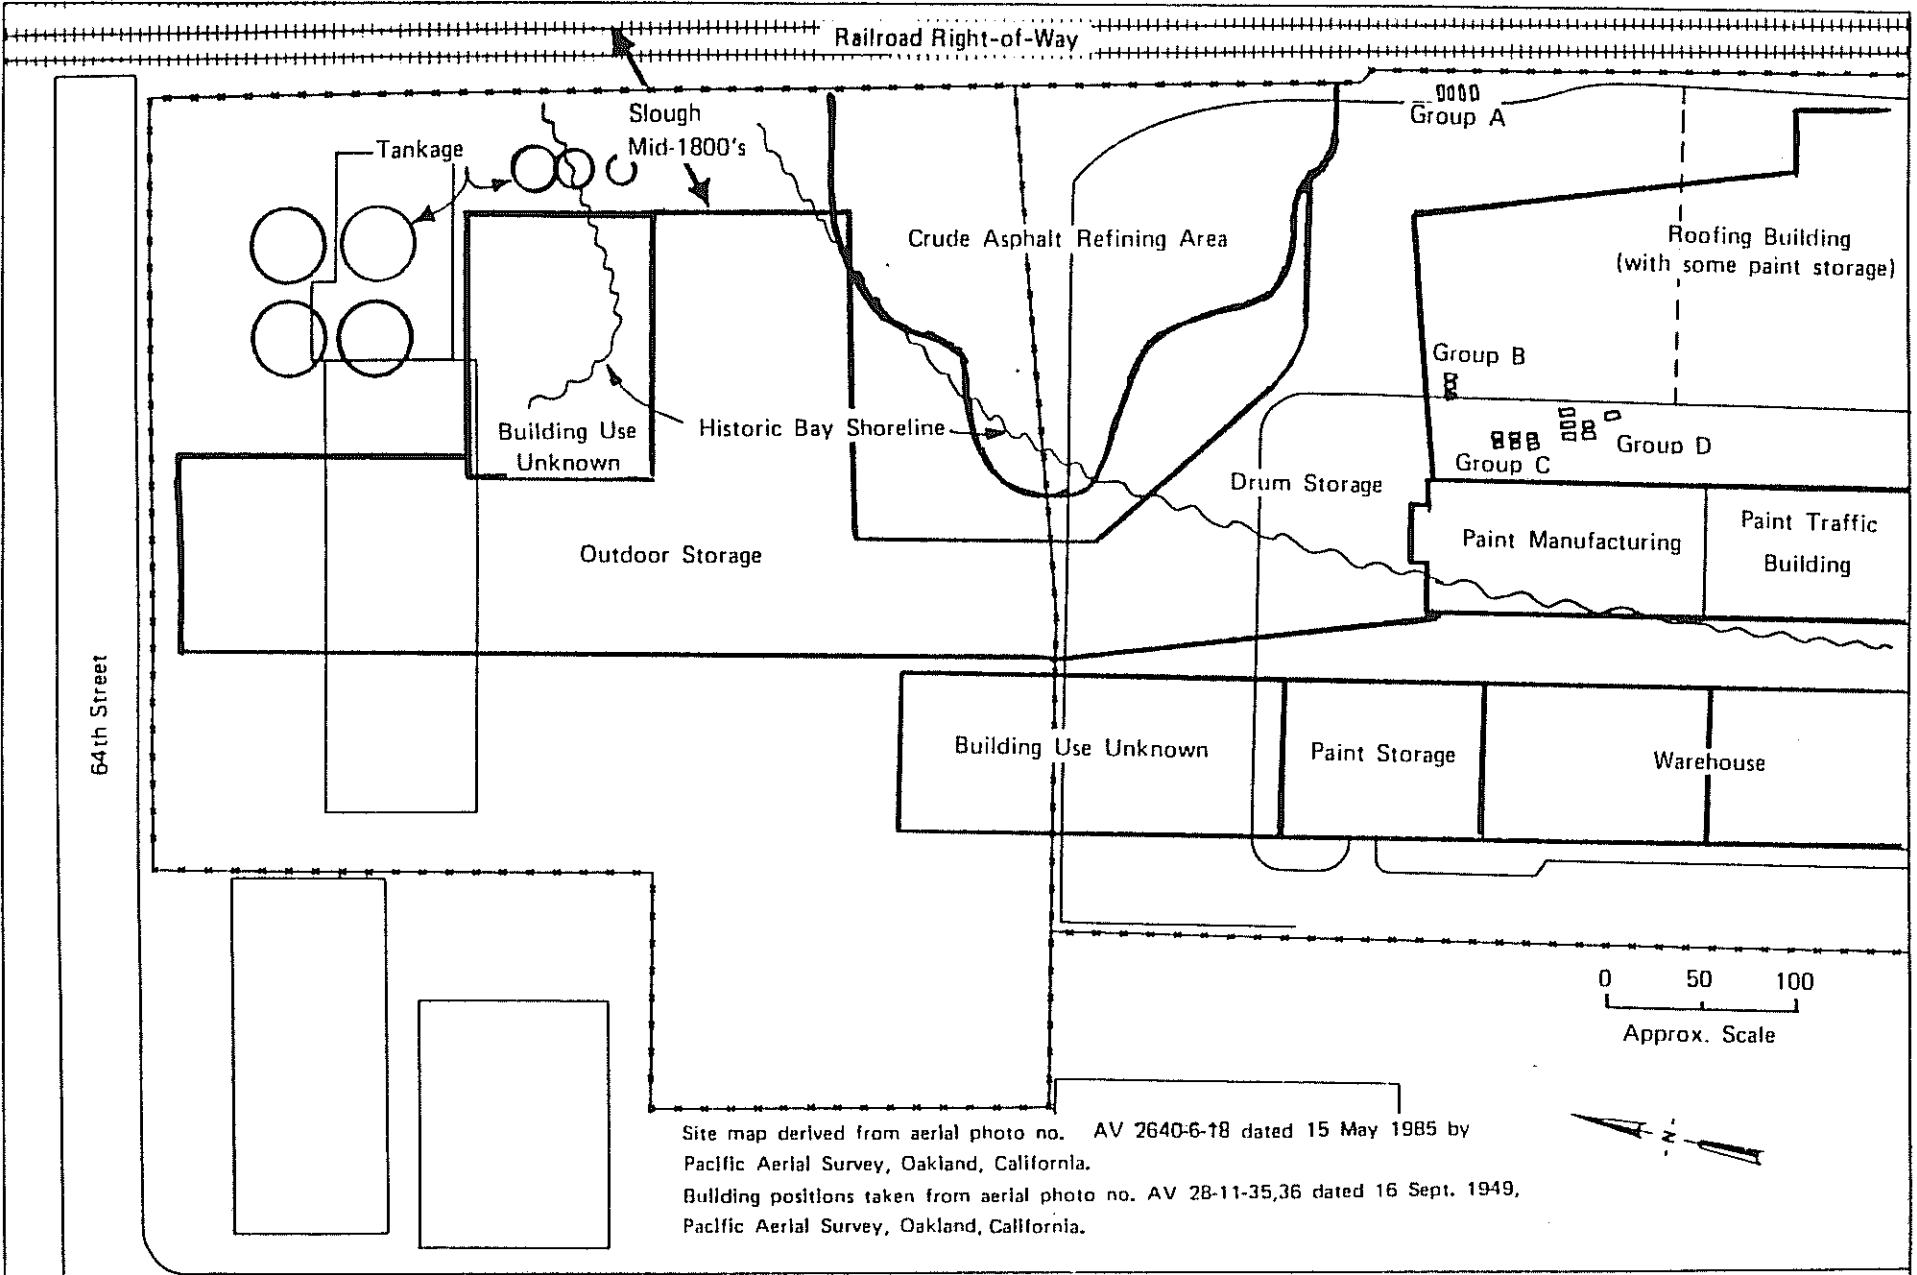 Railroad Right-of-Way
Slough
Mid-1800's
Tankage
Group A
Crude Asphalt Refining Area
Roofing Building
(with some paint storage)
Group B
Building Use
Unknown
Historic Bay Shoreline
Group D
Group C
Drum Storage
Outdoor Storage
Paint Manufacturing
Paint Traffic
Building
64th Street
Building Use Unknown
Paint Storage
Warehouse
0 50 100
Approx. Scale
N
Site map derived from aerial photo no. AV 2640-6-18 dated 15 May 1985 by
Pacific Aerial Survey, Oakland, California.
Building positions taken from aerial photo no. AV 28-11-35,36 dated 16 Sept. 1949,
Pacific Aerial Survey, Oakland, California.